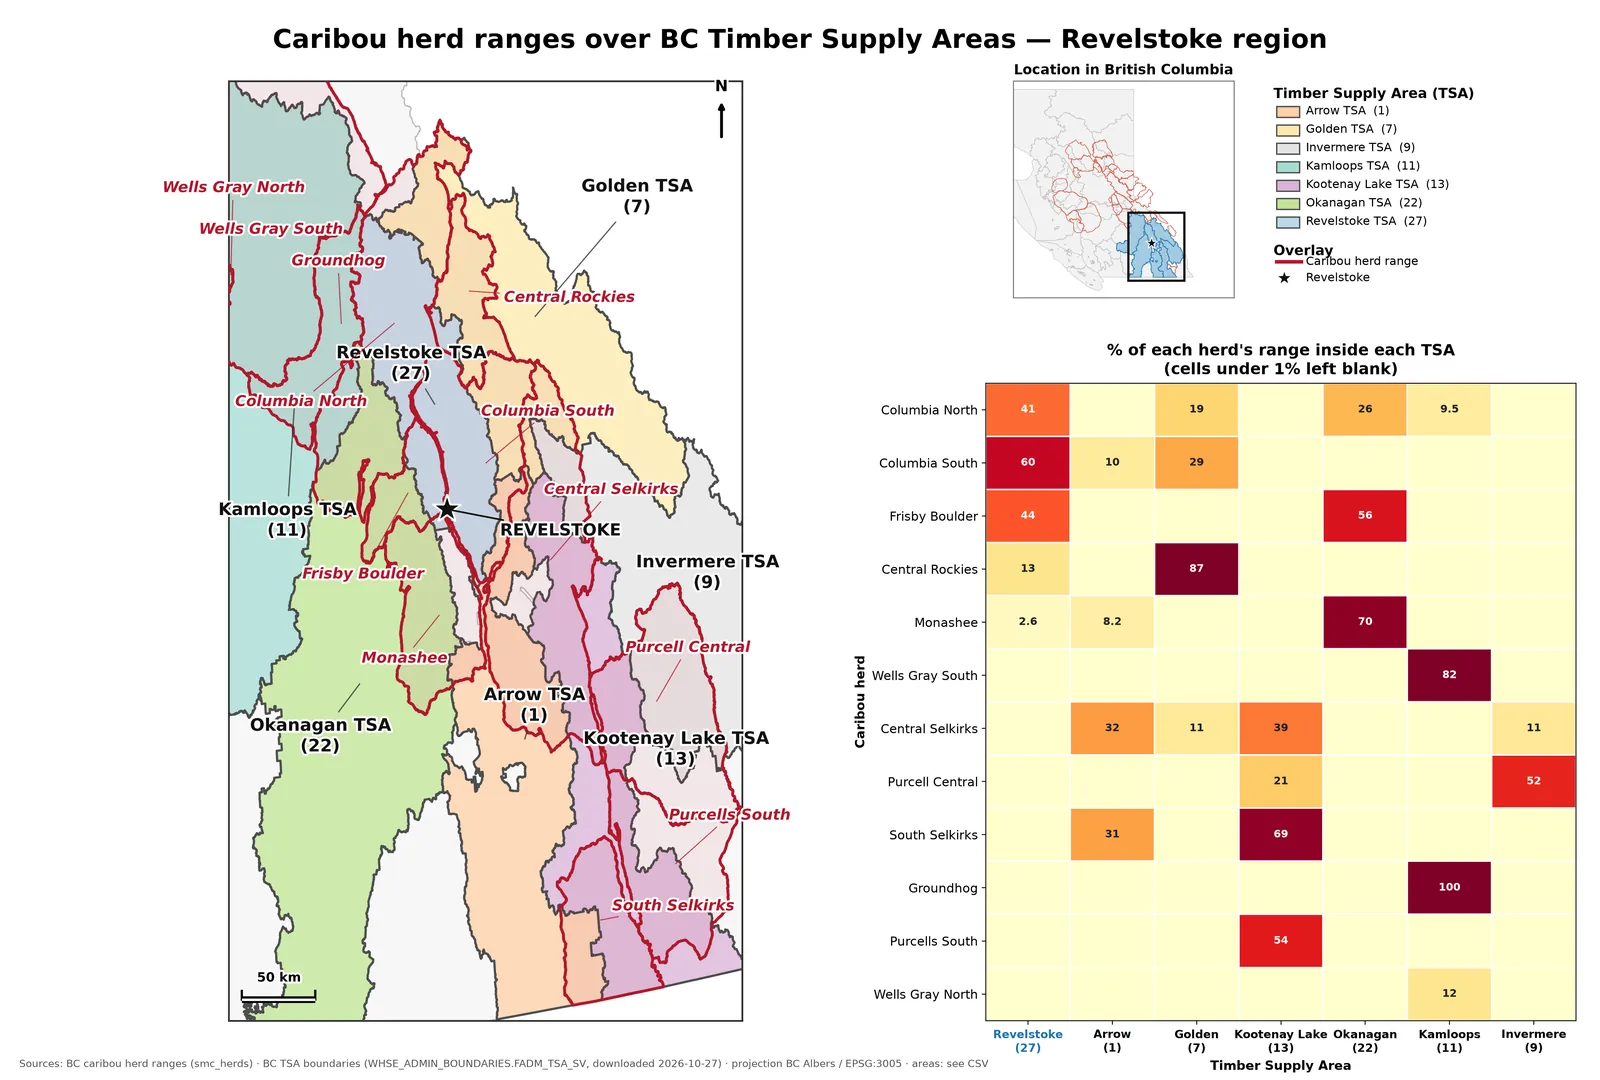 Caribou herd ranges over BC Timber Supply Areas — Revelstoke region
N
Wells Gray North
Wells Gray South
Groundhog
Golden TSA
(7)
Central Rockies
Revelstoke TSA
(27)
Columbia North
Columbia South
Central Selkirks
Kamloops TSA
(11)
REVELSTOKE
Frisby Boulder
Invermere TSA
(9)
Monashee
Purcell Central
Arrow TSA
(1)
Okanagan TSA
(22)
Kootenay Lake TSA
(13)
Purcells South
South Selkirks
50 km
Location in British Columbia
Timber Supply Area (TSA)
Arrow TSA (1)
Golden TSA (7)
Invermere TSA (9)
Kamloops TSA (11)
Kootenay Lake TSA (13)
Okanagan TSA (22)
Revelstoke TSA (27)
Overlay
Caribou herd range
Revelstoke
% of each herd's range inside each TSA
(cells under 1% left blank)
Caribou herd
Columbia North 41 19 26 9.5
Columbia South 60 10 29
Frisby Boulder 44 56
Central Rockies 13 87
Monashee 2.6 8.2 70
Wells Gray South 82
Central Selkirks 32 11 39 11
Purcell Central 21 52
South Selkirks 31 69
Groundhog 100
Purcells South 54
Wells Gray North 12
Revelstoke Arrow Golden Kootenay Lake Okanagan Kamloops Invermere
(27) (1) (7) (13) (22) (11) (9)
Timber Supply Area
Sources: BC caribou herd ranges (smc_herds) · BC TSA boundaries (WHSE_ADMIN_BOUNDARIES.FADM_TSA_SV, downloaded 2026-10-27) · projection BC Albers / EPSG:3005 · areas: see CSV